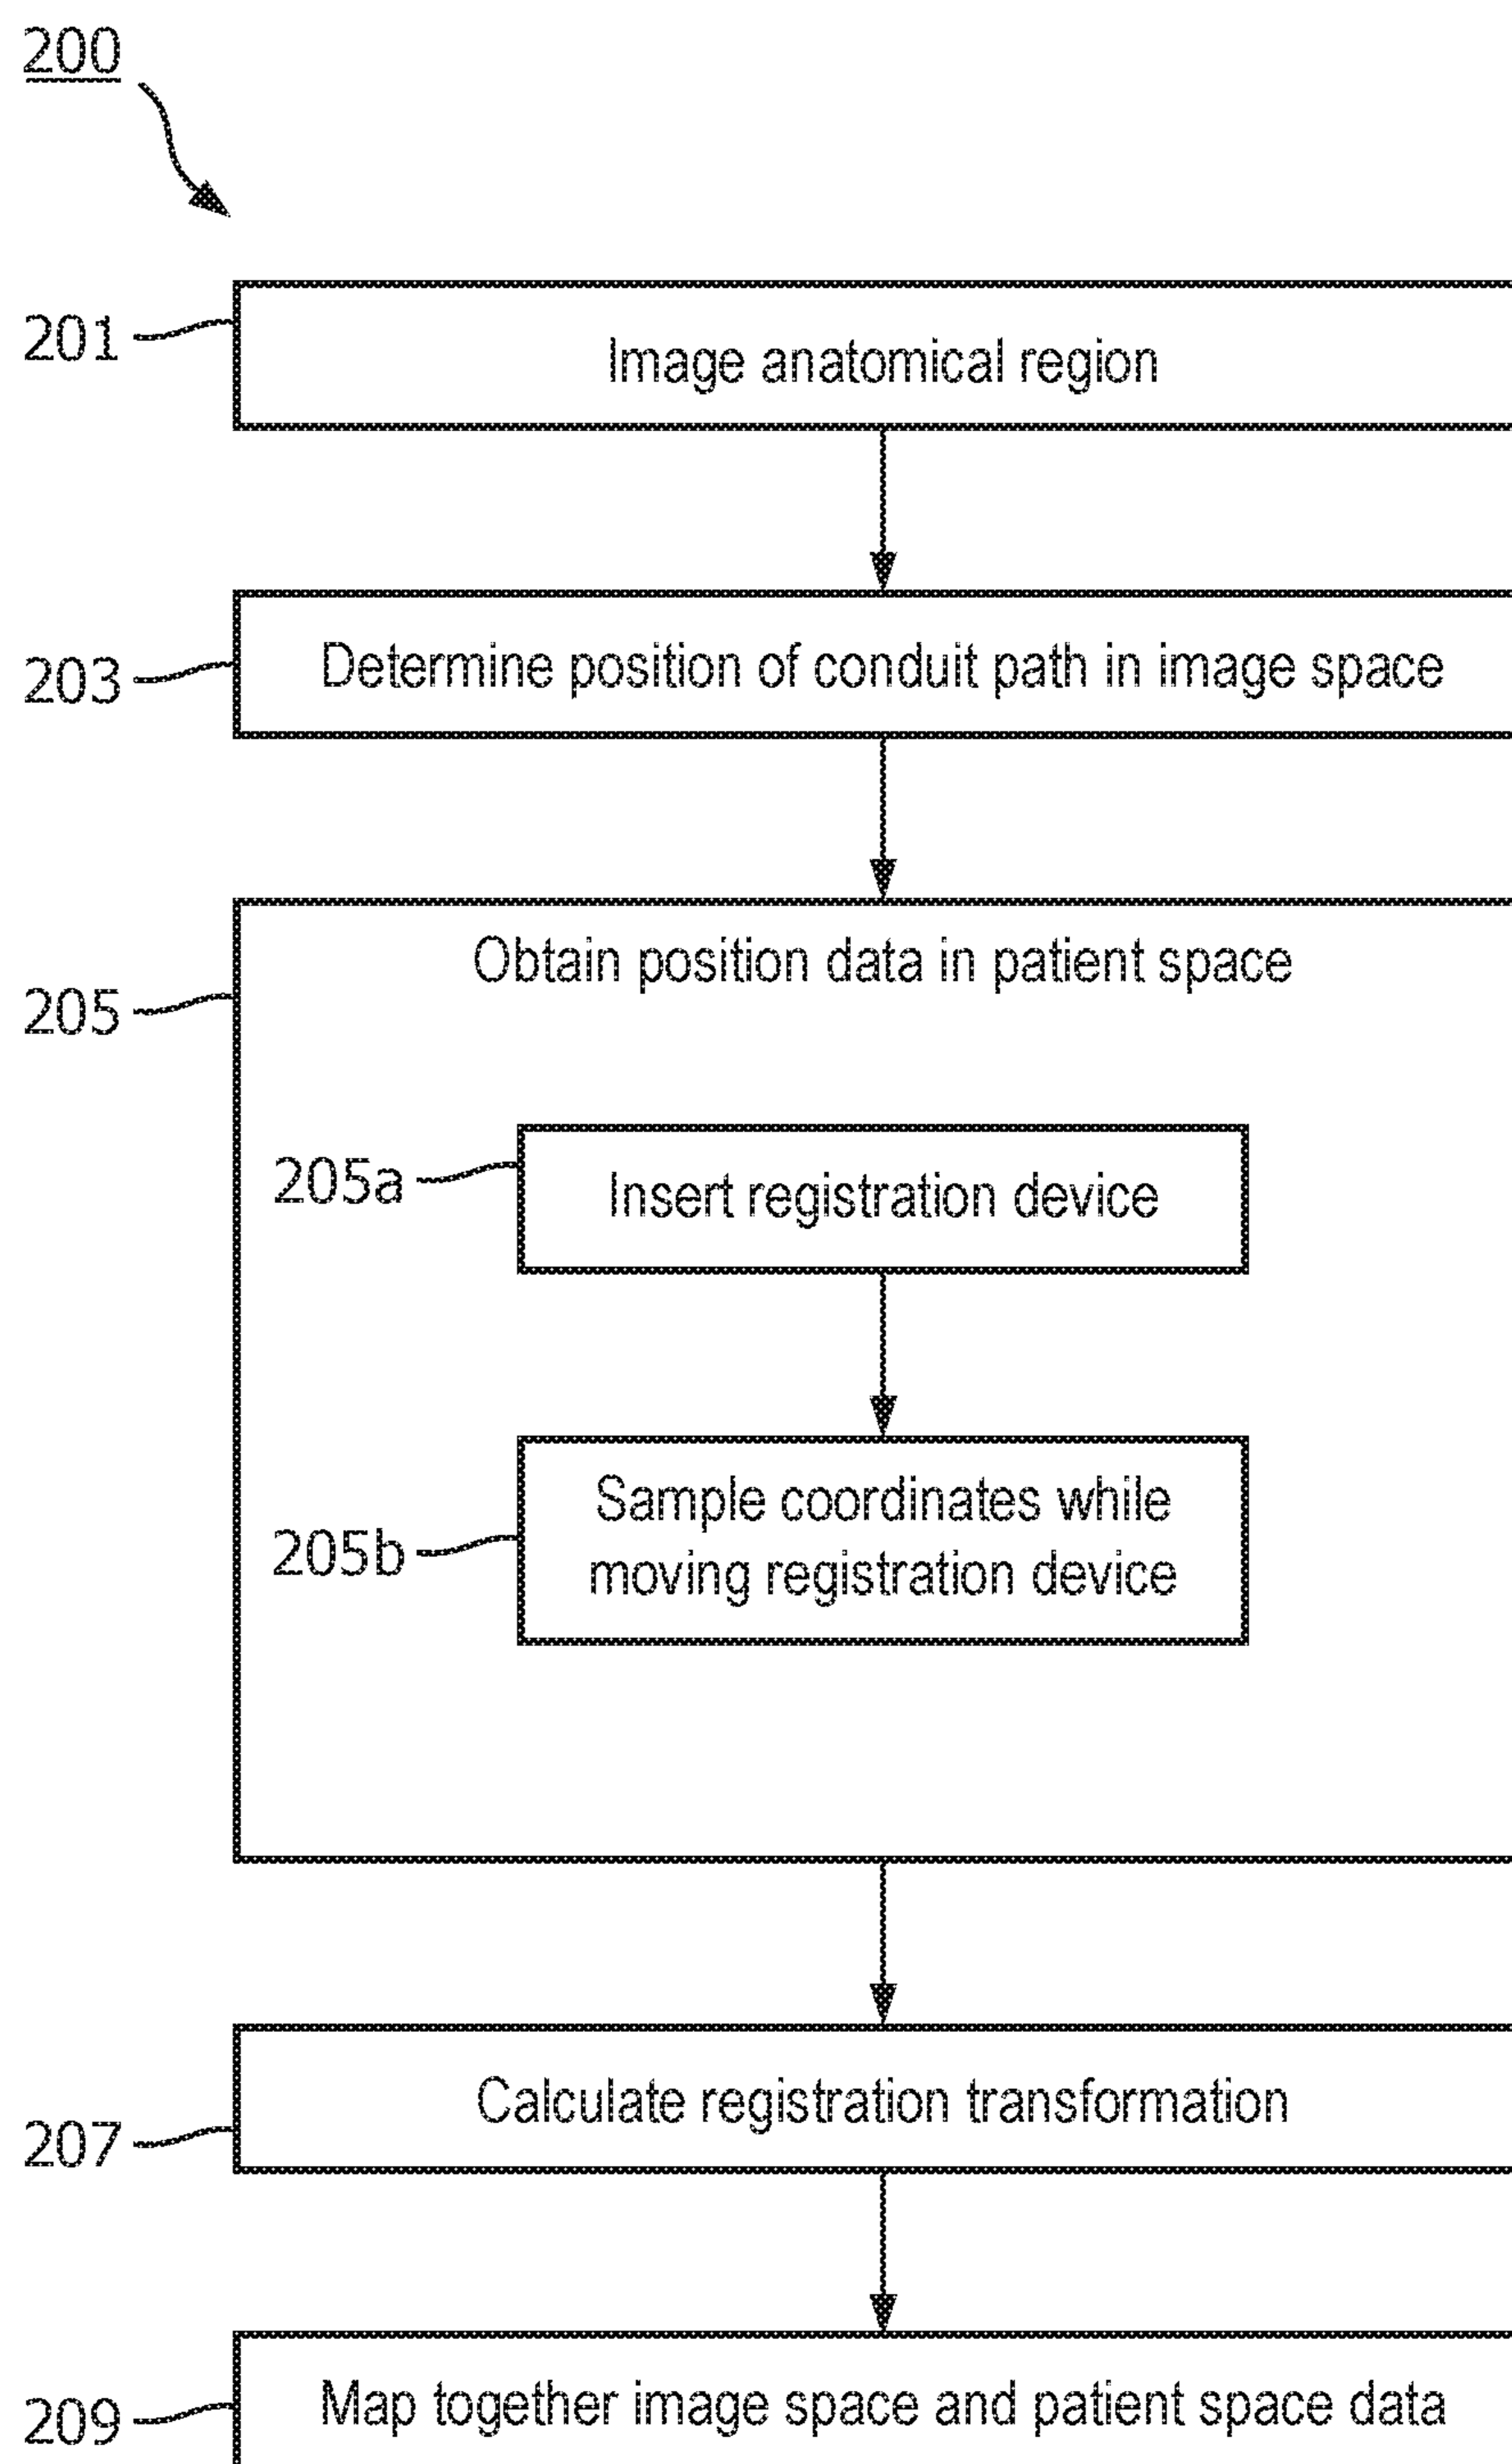 200
201
Image anatomical region
203
Determine position of conduit path in image space
205
Obtain position data in patient space
205a
Insert registration device
205b
Sample coordinates while
moving registration device
207
Calculate registration transformation
209
Map together image space and patient space data